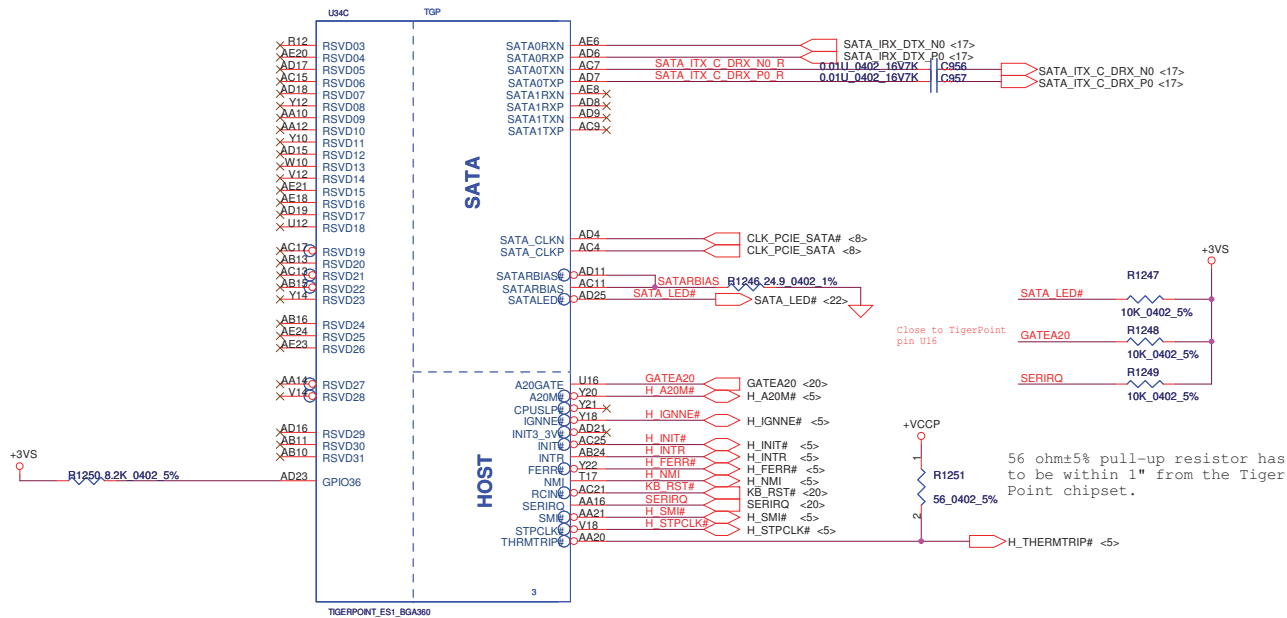 U34C TGP
R12 RSVD03 SATA0RXN AE6 SATA_IRX_DTX_N0 <17>
AE20 RSVD04 SATA0RXP AD6 SATA_IRX_DTX_P0 <17>
AD17 RSVD05 SATA0TXN AC7 SATA_ITX_C_DRX_N0_R 0.01U_0402_16V7K C956 SATA_ITX_C_DRX_N0 <17>
AC15 RSVD06 SATA0TXP AD7 SATA_ITX_C_DRX_P0_R 0.01U_0402_16V7K C957 SATA_ITX_C_DRX_P0 <17>
AD18 RSVD07 SATA1RXN AE8
Y12 RSVD08 SATA1RXP AD8
AA10 RSVD09 SATA1TXN AD9
AA12 RSVD10 SATA1TXP AC9
Y10 RSVD11
AD15 RSVD12
W10 RSVD13
V12 RSVD14
AE21 RSVD15
AE18 RSVD16
AD19 RSVD17
U12 RSVD18
SATA
SATA_CLKN AD4 CLK_PCIE_SATA# <8>
AC17 RSVD19 SATA_CLKP AC4 CLK_PCIE_SATA <8>
AB13 RSVD20
AC13 RSVD21 SATARBIAS# AD11
AB15 RSVD22 SATARBIAS AC11 SATARBIAS R1246 24.9_0402_1%
Y14 RSVD23 SATALED# AD25 SATA_LED# SATA_LED# <22>
AB16 RSVD24
AE24 RSVD25
AE23 RSVD26
+3VS
R1247
SATA_LED#
10K_0402_5%
Close to TigerPoint
pin U16
R1248
GATEA20
10K_0402_5%
R1249
SERIRQ
10K_0402_5%
AA14 RSVD27 A20GATE U16 GATEA20 GATEA20 <20>
V14 RSVD28 A20M# Y20 H_A20M# H_A20M# <5>
CPUSLP# Y21
IGNNE# Y18 H_IGNNE# H_IGNNE# <5>
AD16 RSVD29 INIT3_3V# AD21
AB11 RSVD30 INIT# AC25 H_INIT# H_INIT# <5>
AB10 RSVD31 INTR AB24 H_INTR H_INTR <5>
FERR# Y22 H_FERR# H_FERR# <5>
+3VS
R1250 8.2K_0402_5% AD23 GPIO36 NMI T17 H_NMI H_NMI <5>
RCIN# AC21 KB_RST# KB_RST# <20>
SERIRQ AA16 SERIRQ SERIRQ <20>
SMI# AA21 H_SMI# H_SMI# <5>
STPCLK# V18 H_STPCLK# H_STPCLK# <5>
THRMTRIP# AA20 H_THERMTRIP# <5>
HOST
+VCCP
1
R1251
56_0402_5%
2
56 ohm±5% pull-up resistor has
to be within 1" from the Tiger
Point chipset.
3
TIGERPOINT_ES1_BGA360